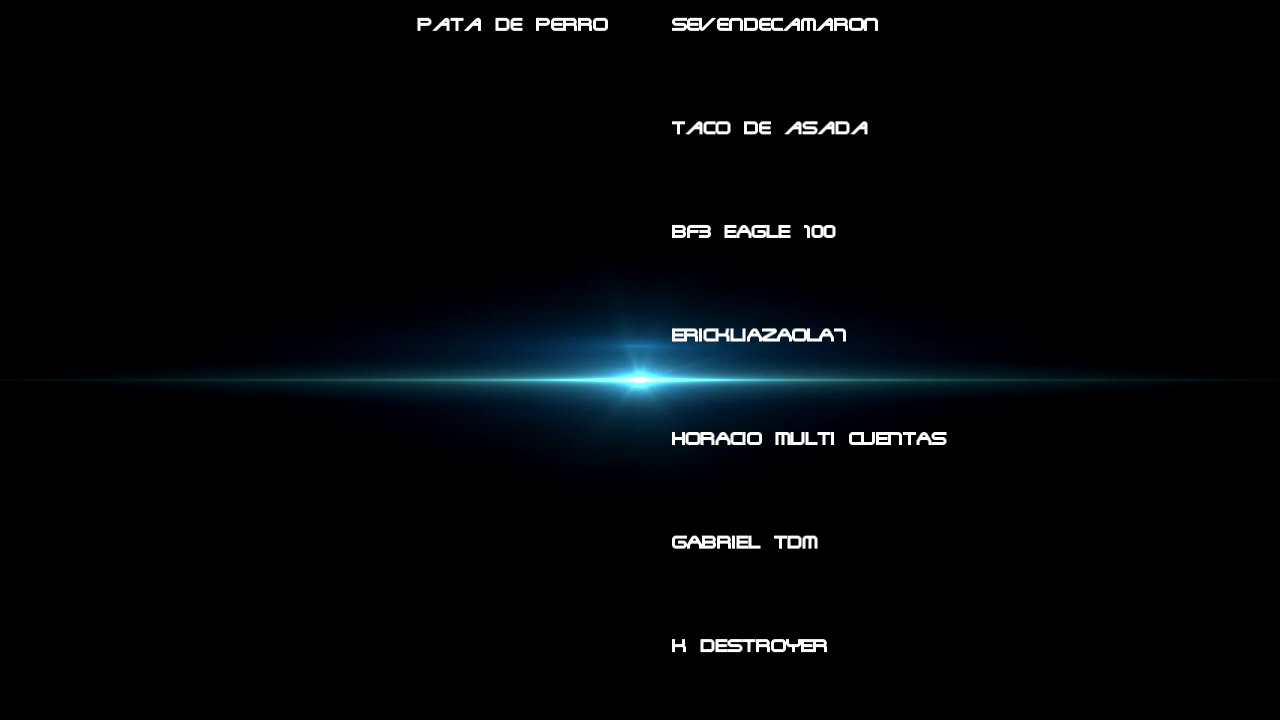 PATA DE PERRO SEVENDECAMARON
TACO DE ASADA
BF3 EAGLE 100
ERICKLIAZAOLA7
HORACIO MULTI CUENTAS
GABRIEL TDM
K DESTROYER